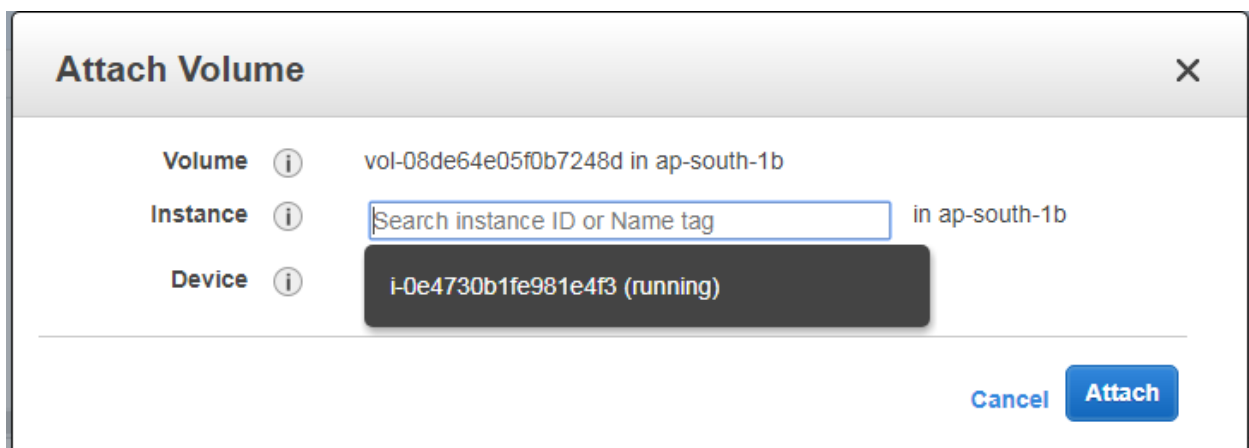 Attach Volume
Volume i vol-08de64e05f0b7248d in ap-south-1b
Instance i Search instance ID or Name tag in ap-south-1b
Device i i-0e4730b1fe981e4f3 (running)
Cancel Attach